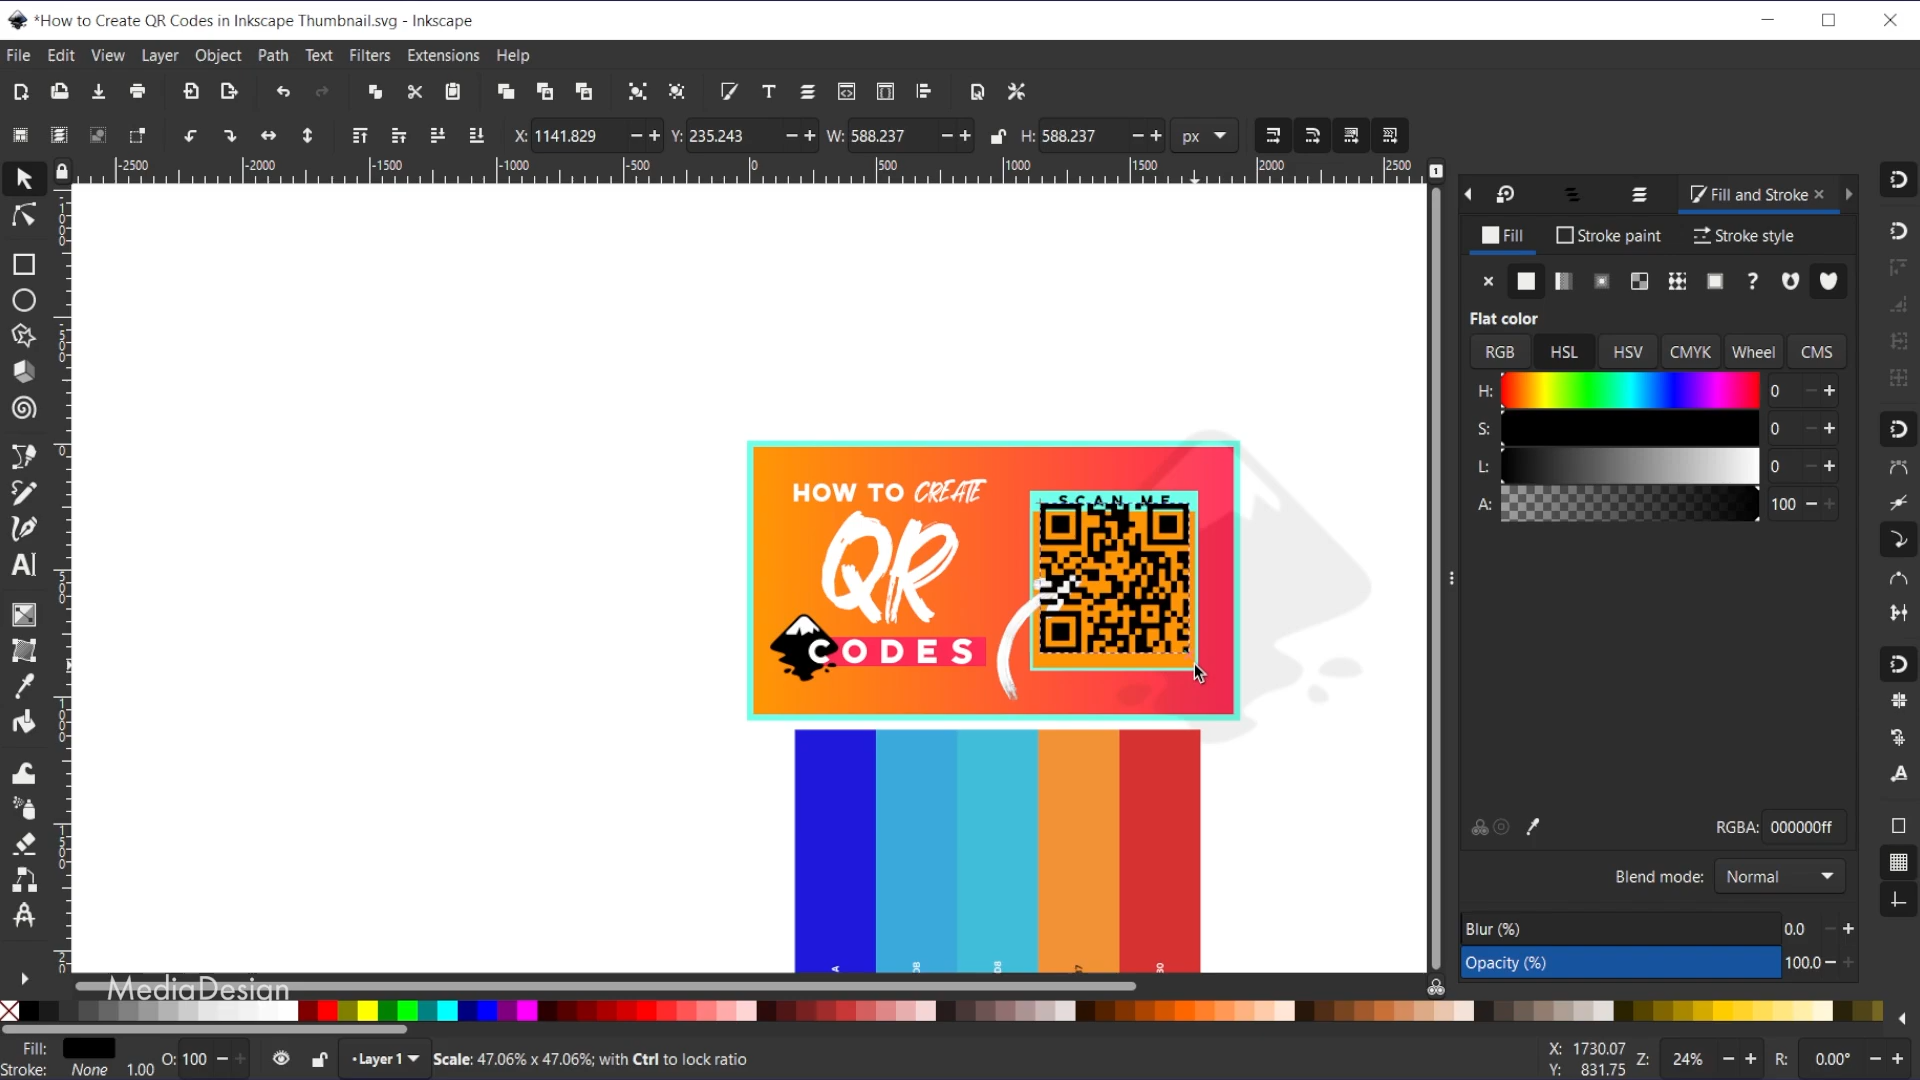 *How to Create QR Codes in Inkscape Thumbnail.svg - Inkscape
File Edit View Layer Object Path Text Filters Extensions Help
X: 1141.829 Y: 235.243 W: 588.237 H: 588.237 px
-2500 -2000 -1500 -1000 -500 0 500 1000 1500 2000 2500
1
Fill and Stroke
Fill Stroke paint Stroke style
Flat color
RGB HSL HSV CMYK Wheel CMS
H: 0
S: 0
L: 0
A: 100
HOW TO CREATE
QR
CODES
SCAN ME
RGBA: 000000ff
Blend mode: Normal
Blur (%) 0.0
Opacity (%) 100.0
MediaDesign
Fill:
Stroke: None 1.00
O: 100
Layer 1
Scale: 47.06% x 47.06%; with Ctrl to lock ratio
X: 1730.07
Y: 831.75
Z: 24%
R: 0.00°